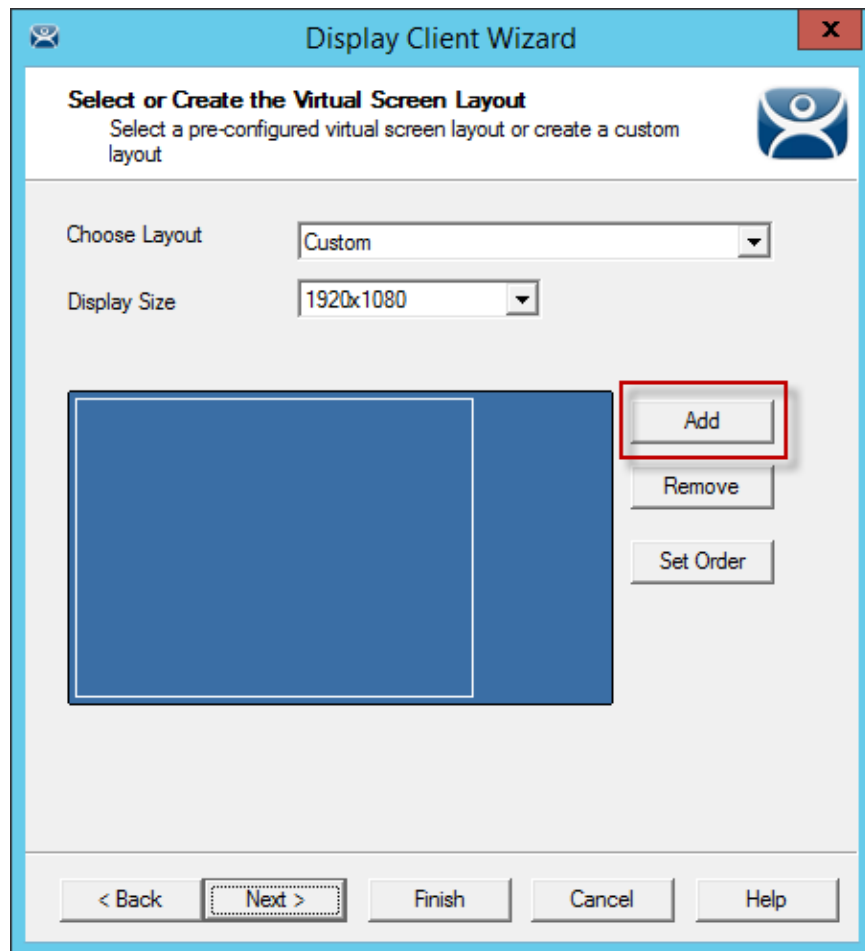 Display Client Wizard
x
Select or Create the Virtual Screen Layout
Select a pre-configured virtual screen layout or create a custom
layout
Choose Layout
Custom
Display Size
1920x1080
Add
Remove
Set Order
< Back
Next >
Finish
Cancel
Help